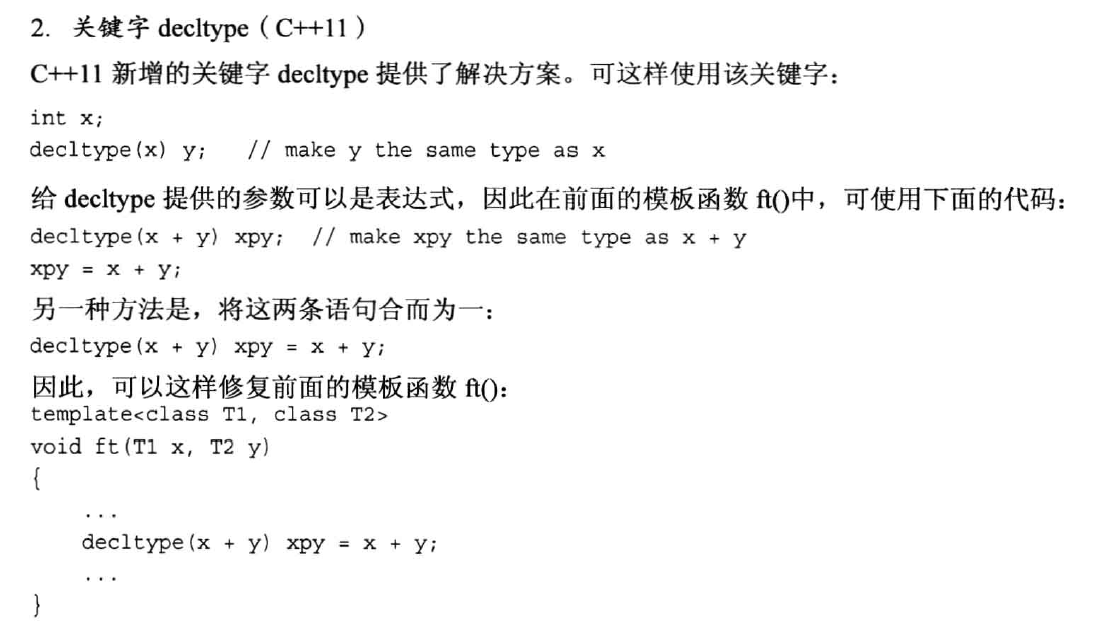 2. 关键字 decltype（C++11）
C++11 新增的关键字 decltype 提供了解决方案。可这样使用该关键字：
int x;
decltype(x) y;   // make y the same type as x
给 decltype 提供的参数可以是表达式，因此在前面的模板函数 ft()中，可使用下面的代码：
decltype(x + y) xpy;  // make xpy the same type as x + y
xpy = x + y;
另一种方法是，将这两条语句合而为一：
decltype(x + y) xpy = x + y;
因此，可以这样修复前面的模板函数 ft()：
template<class T1, class T2>
void ft(T1 x, T2 y)
{
    ...
    decltype(x + y) xpy = x + y;
    ...
}